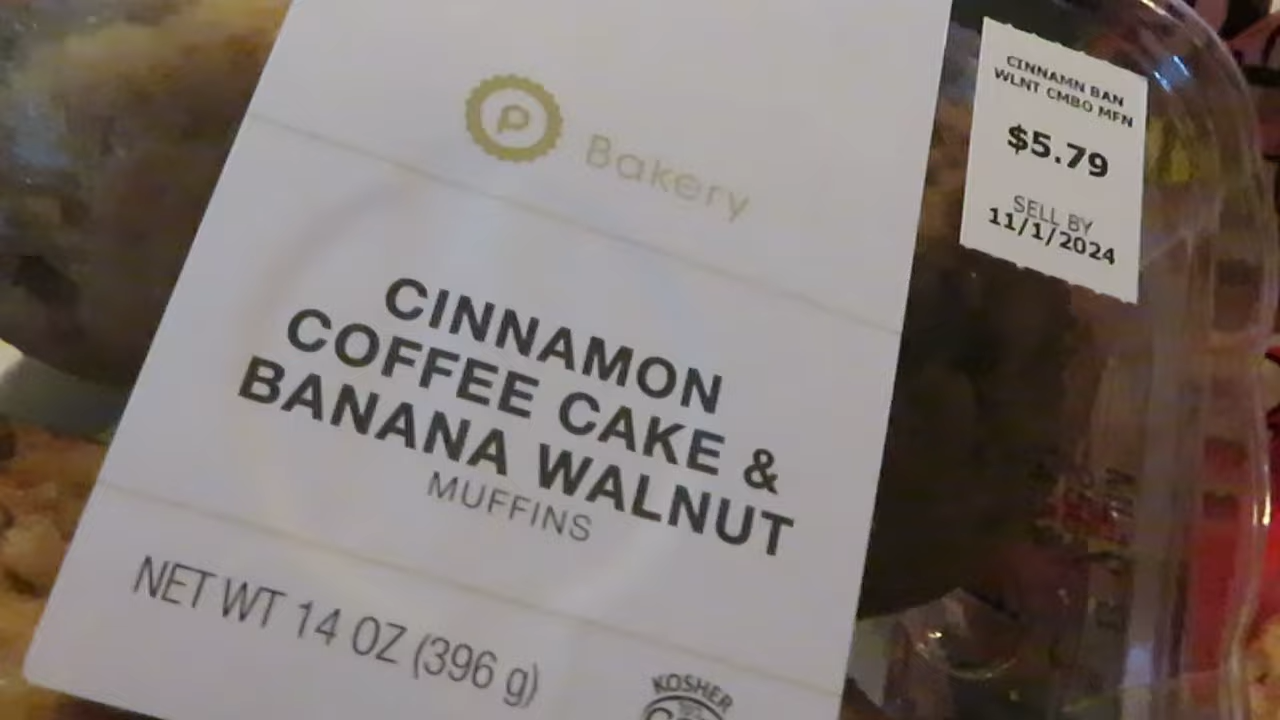 P Bakery
CINNAMON
COFFEE CAKE &
BANANA WALNUT
MUFFINS
NET WT 14 OZ (396 g)
KOSHER
CINNAMN BAN
WLNT CMBO MFN
$5.79
SELL BY
11/1/2024